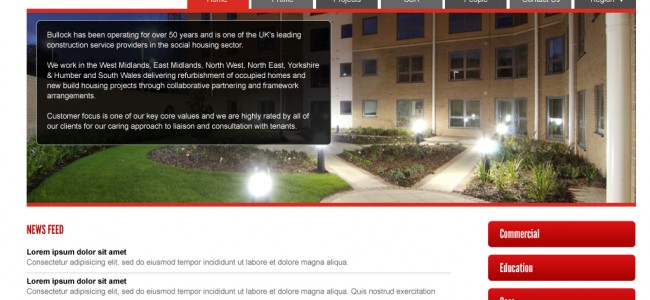 Home Profile Projects CSR People Contact Us Region
Bullock has been operating for over 50 years and is one of the UK's leading
construction service providers in the social housing sector.
We work in the West Midlands, East Midlands, North West, North East, Yorkshire
& Humber and South Wales delivering refurbishment of occupied homes and
new build housing projects through collaborative partnering and framework
arrangements.
Customer focus is one of our key core values and we are highly rated by all of
our clients for our caring approach to liaison and consultation with tenants.
NEWS FEED
Lorem ipsum dolor sit amet
Consectetur adipisicing elit, sed do eiusmod tempor incididunt ut labore et dolore magna aliqua.
Lorem ipsum dolor sit amet
Consectetur adipisicing elit, sed do eiusmod tempor incididunt ut labore et dolore magna aliqua. Quis nostrud exercitation
Commercial
Education